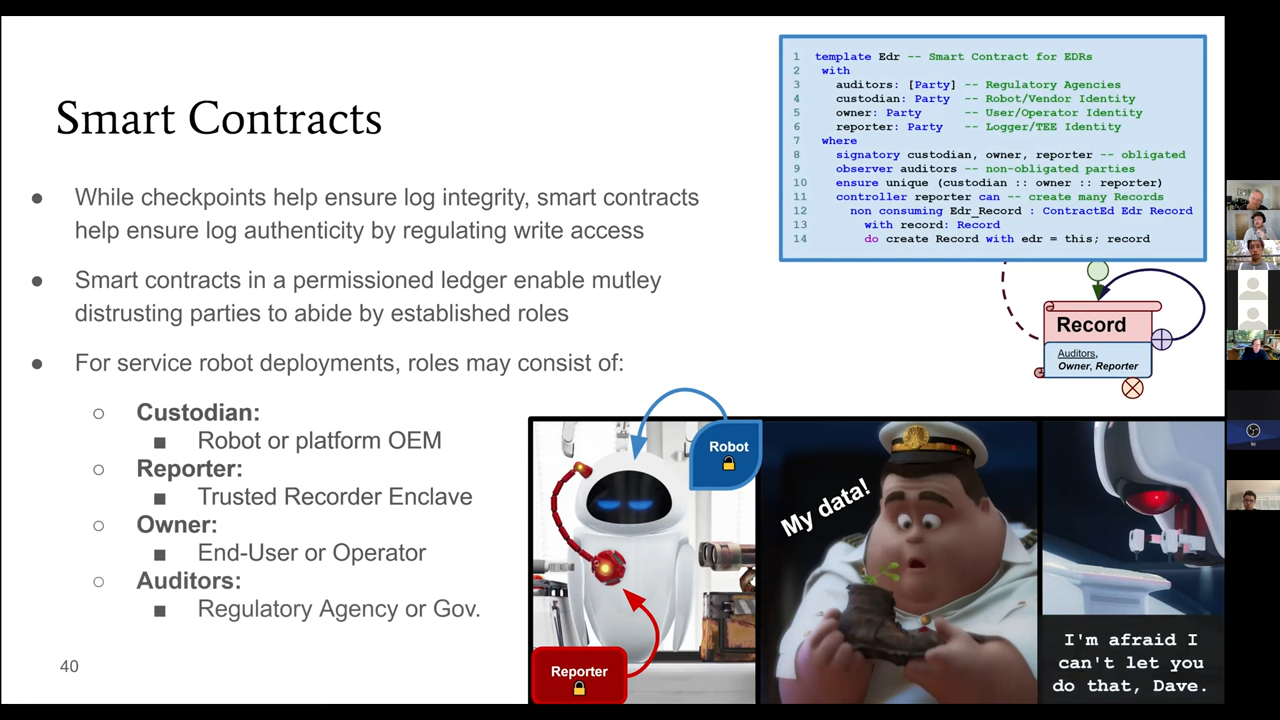 Smart Contracts
● While checkpoints help ensure log integrity, smart contracts
help ensure log authenticity by regulating write access
● Smart contracts in a permissioned ledger enable mutley
distrusting parties to abide by established roles
● For service robot deployments, roles may consist of:
○ Custodian:
■ Robot or platform OEM
○ Reporter:
■ Trusted Recorder Enclave
○ Owner:
■ End-User or Operator
○ Auditors:
■ Regulatory Agency or Gov.
40
1 template Edr -- Smart Contract for EDRs
2 with
3 auditors: [Party] -- Regulatory Agencies
4 custodian: Party -- Robot/Vendor Identity
5 owner: Party -- User/Operator Identity
6 reporter: Party -- Logger/TEE Identity
7 where
8 signatory custodian, owner, reporter -- obligated
9 observer auditors -- non-obligated parties
10 ensure unique (custodian :: owner :: reporter)
11 controller reporter can -- create many Records
12 non consuming Edr_Record : ContractEd Edr Record
13 with record: Record
14 do create Record with edr = this; record
Record
Auditors,
Owner, Reporter
Robot
Reporter
My data!
I'm afraid I
can't let you
do that, Dave.